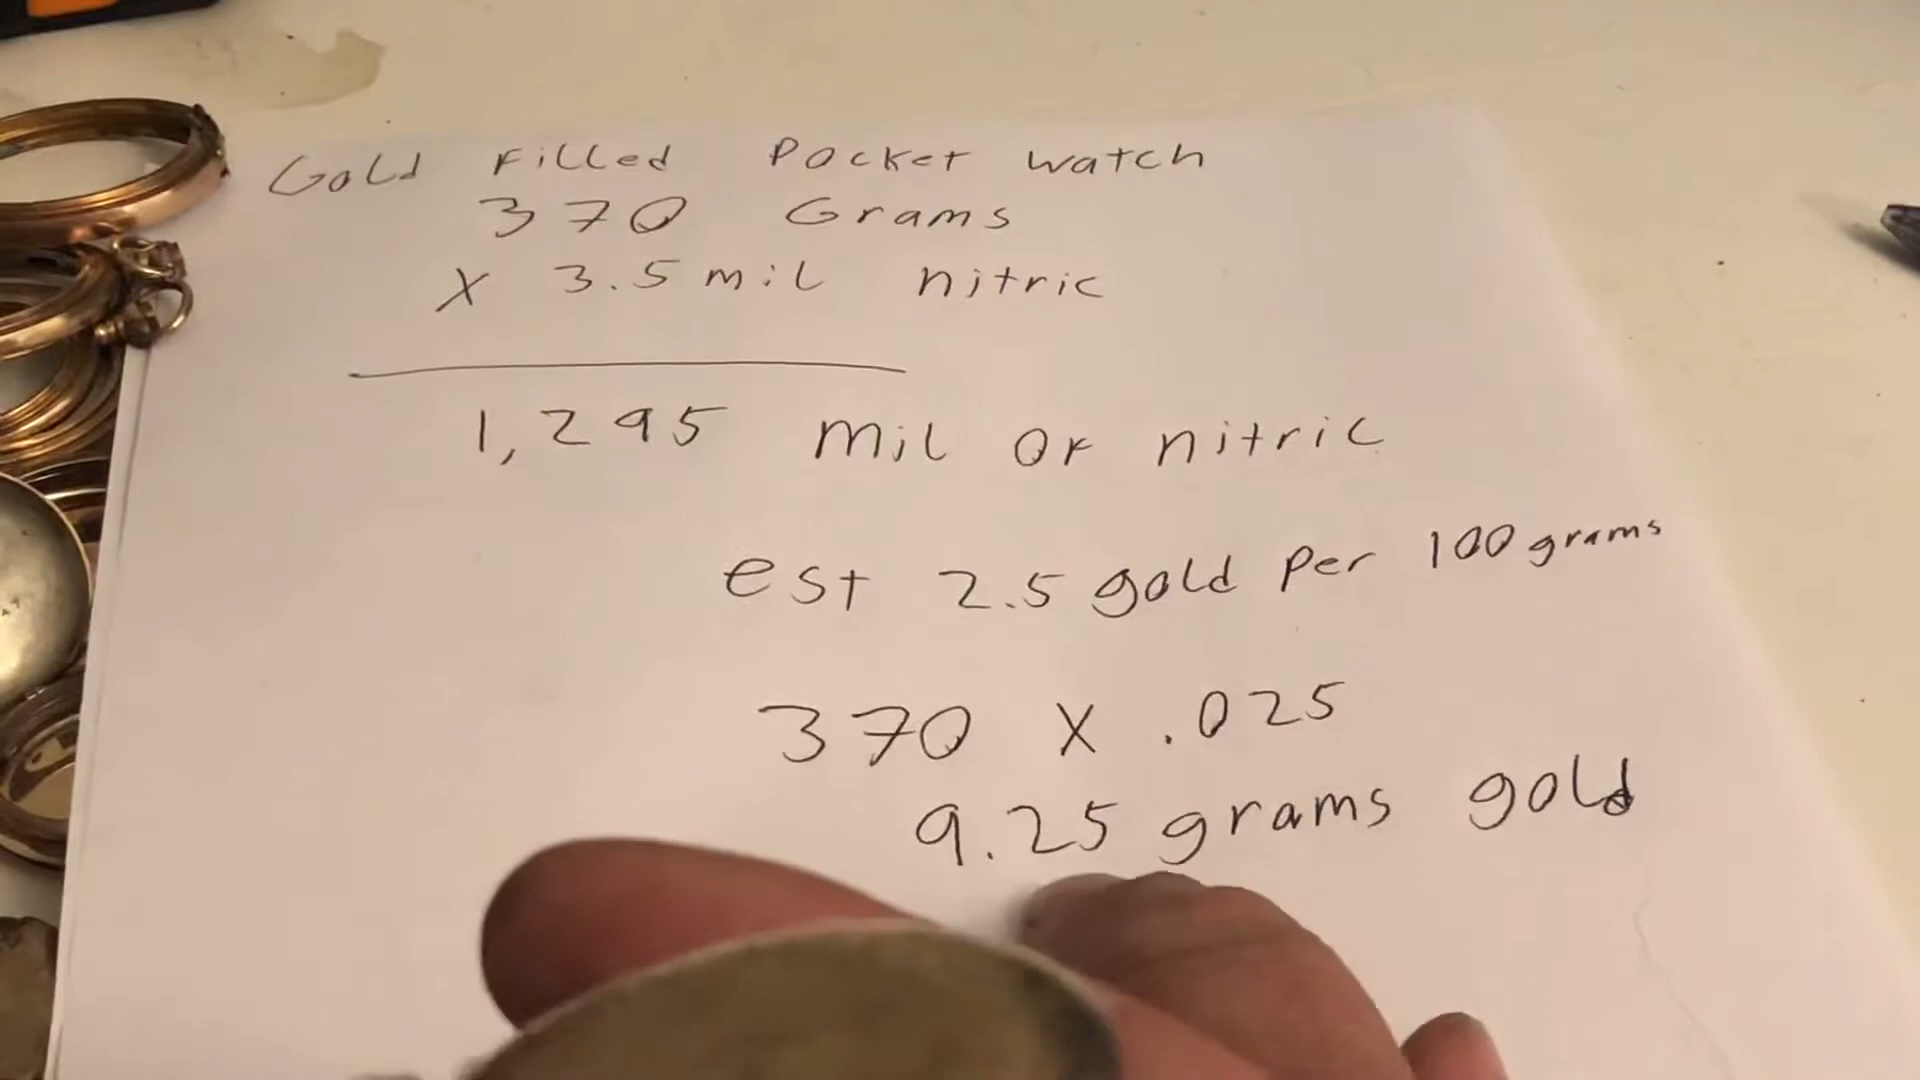 Gold Filled Pocket watch
370 Grams
X 3.5 mil nitric
1,295 mil of nitric
est 2.5 gold per 100 grams
370 X .025
9.25 grams gold